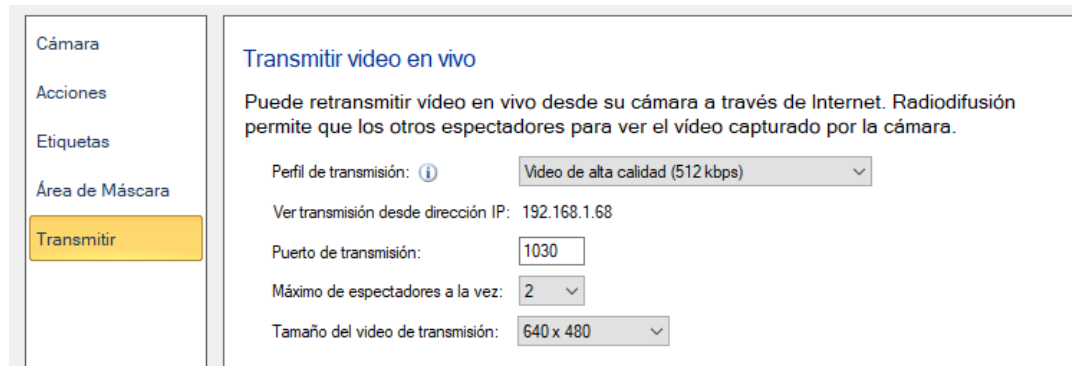 Cámara
Acciones
Etiquetas
Área de Máscara
Transmitir
Transmitir video en vivo
Puede retransmitir vídeo en vivo desde su cámara a través de Internet. Radiodifusión
permite que los otros espectadores para ver el vídeo capturado por la cámara.
Perfil de transmisión: Video de alta calidad (512 kbps)
Ver transmisión desde dirección IP: 192.168.1.68
Puerto de transmisión: 1030
Máximo de espectadores a la vez: 2
Tamaño del video de transmisión: 640 x 480